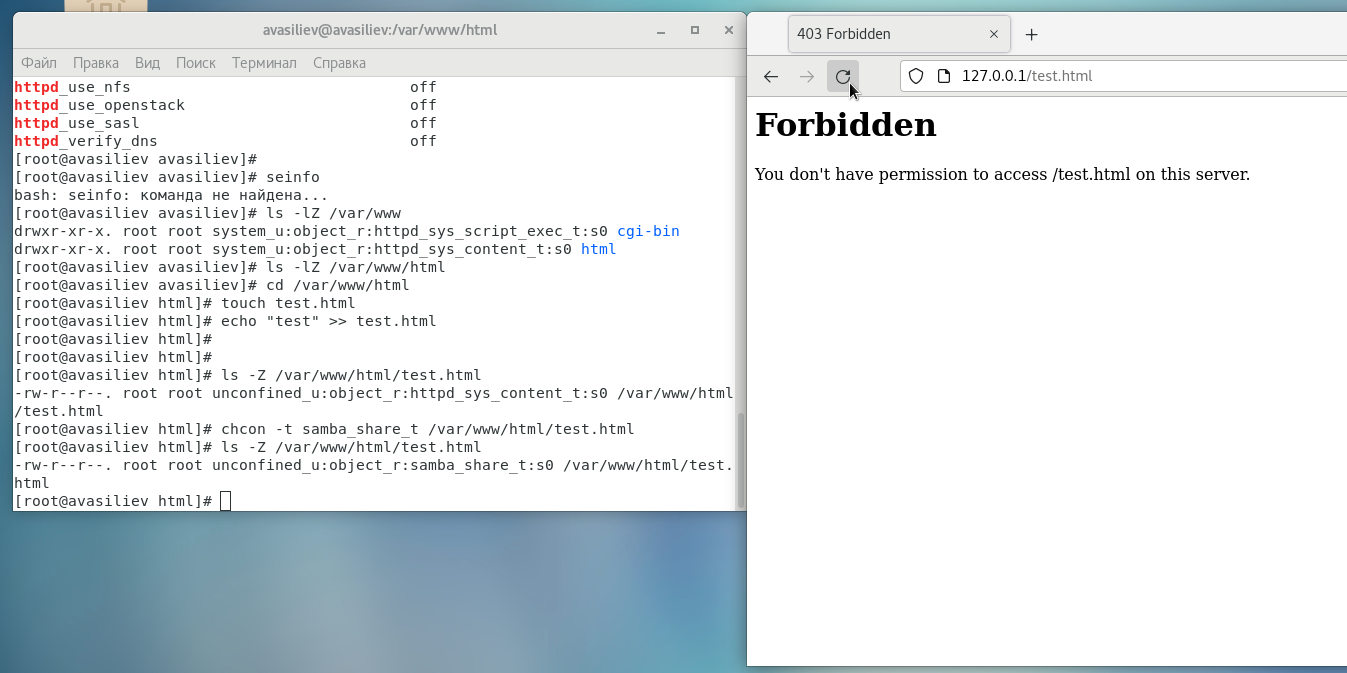 avasiliev@avasiliev:/var/www/html
Файл Правка Вид Поиск Терминал Справка
httpd_use_nfs off
httpd_use_openstack off
httpd_use_sasl off
httpd_verify_dns off
[root@avasiliev avasiliev]#
[root@avasiliev avasiliev]# seinfo
bash: seinfo: команда не найдена...
[root@avasiliev avasiliev]# ls -lZ /var/www
drwxr-xr-x. root root system_u:object_r:httpd_sys_script_exec_t:s0 cgi-bin
drwxr-xr-x. root root system_u:object_r:httpd_sys_content_t:s0 html
[root@avasiliev avasiliev]# ls -lZ /var/www/html
[root@avasiliev avasiliev]# cd /var/www/html
[root@avasiliev html]# touch test.html
[root@avasiliev html]# echo "test" >> test.html
[root@avasiliev html]#
[root@avasiliev html]#
[root@avasiliev html]# ls -Z /var/www/html/test.html
-rw-r--r--. root root unconfined_u:object_r:httpd_sys_content_t:s0 /var/www/html
/test.html
[root@avasiliev html]# chcon -t samba_share_t /var/www/html/test.html
[root@avasiliev html]# ls -Z /var/www/html/test.html
-rw-r--r--. root root unconfined_u:object_r:samba_share_t:s0 /var/www/html/test.
html
[root@avasiliev html]#
403 Forbidden
127.0.0.1/test.html
Forbidden
You don't have permission to access /test.html on this server.